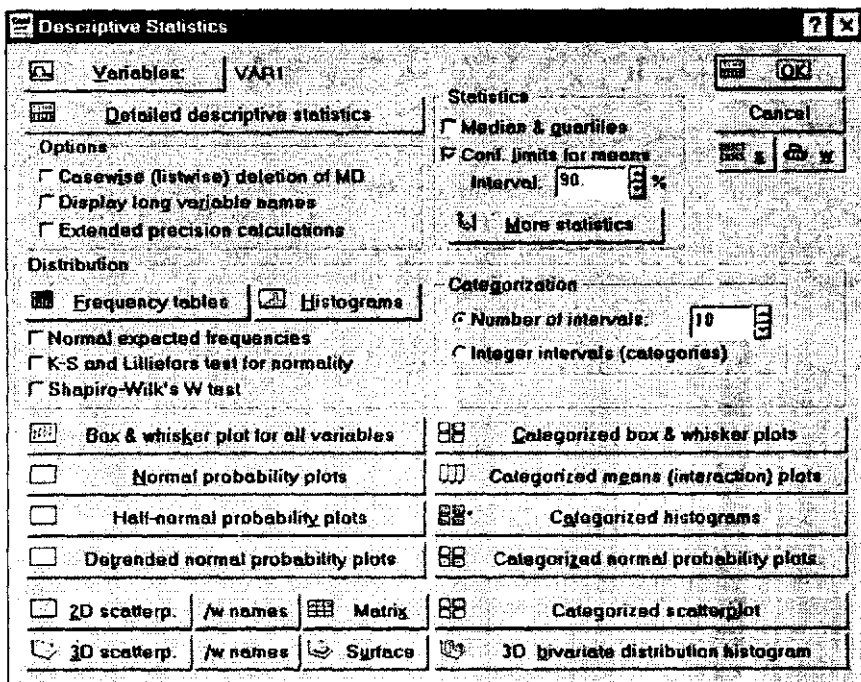 Descriptive Statistics
Variables: VAR1
OK
Detailed descriptive statistics
Cancel
Options
Casewise (listwise) deletion of MD
Display long variable names
Extended precision calculations
Statistics
Median & quartiles
Conf. limits for means
Interval: 90. %
More statistics
SELECT CASES S W
Distribution
Frequency tables Histograms
Normal expected frequencies
K-S and Lilliefors test for normality
Shapiro-Wilk's W test
Categorization
Number of intervals: 10
Integer intervals (categories)
Box & whisker plot for all variables Categorized box & whisker plots
Normal probability plots Categorized means (interaction) plots
Half-normal probability plots Categorized histograms
Detrended normal probability plots Categorized normal probability plots
2D scatterp. /w names Matrix Categorized scatterplot
3D scatterp. /w names Surface 3D bivariate distribution histogram